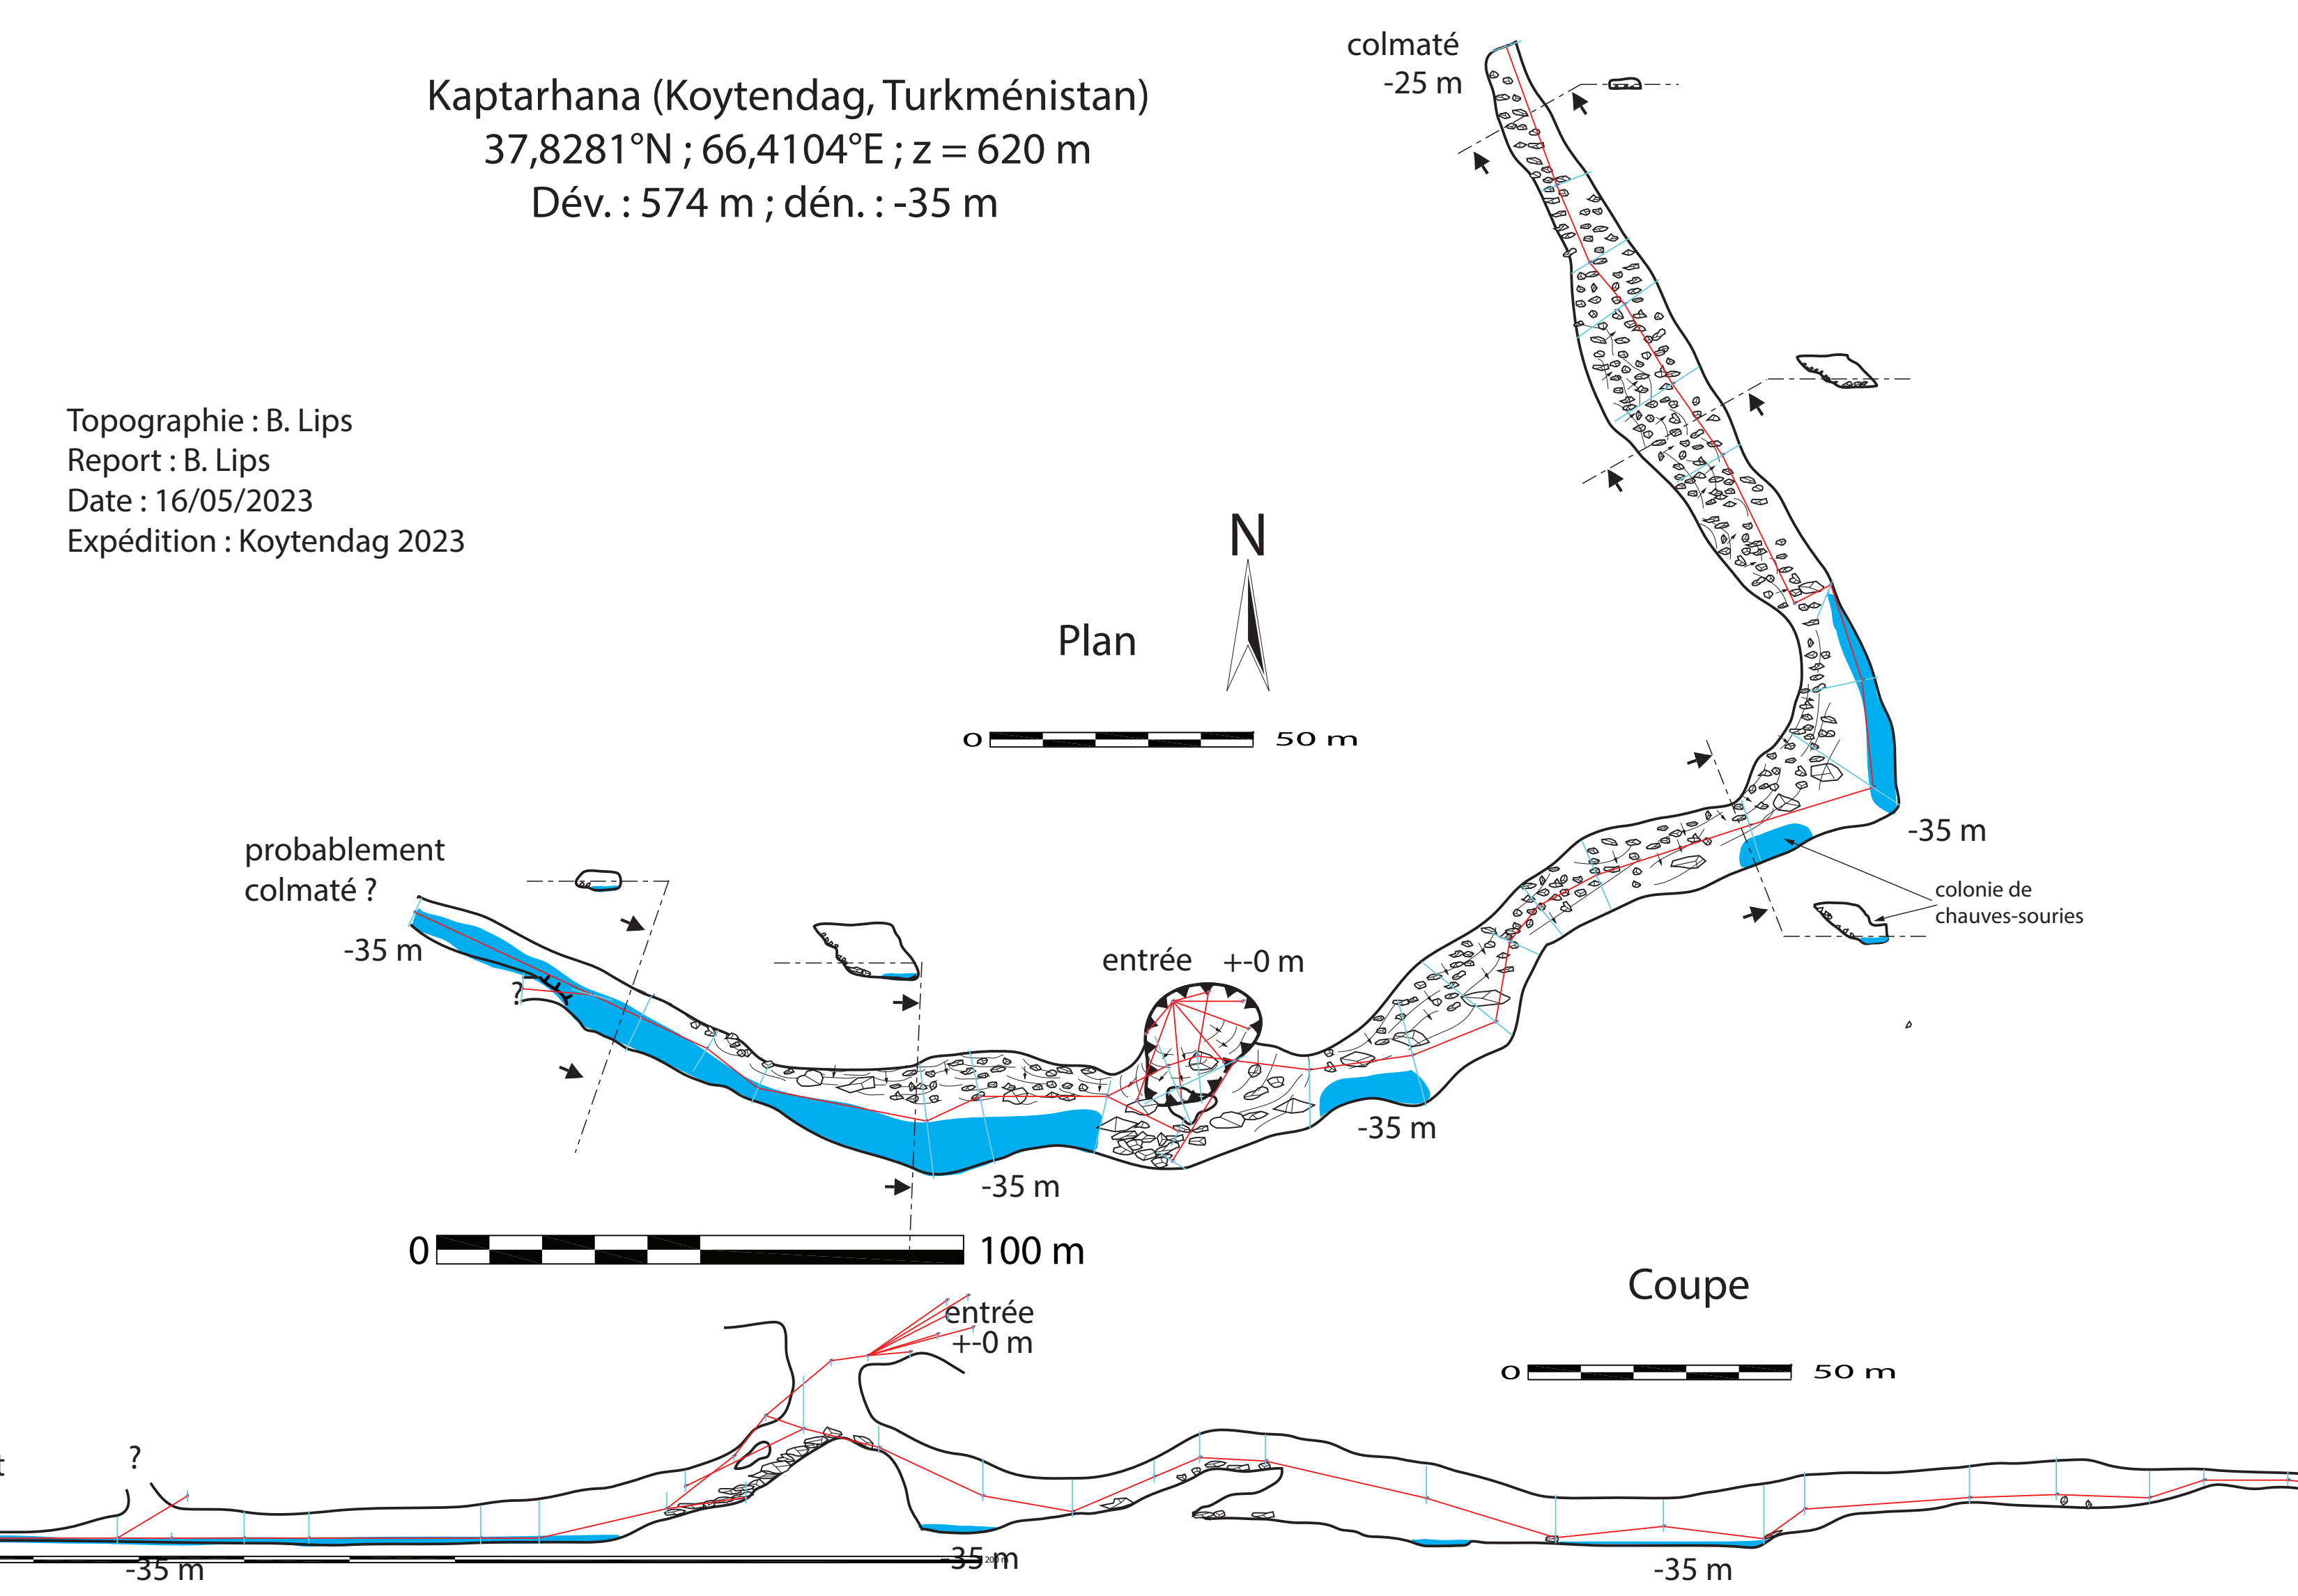 colmaté
-25 m
Kaptarhana (Koytendag, Turkménistan)
37,8281°N ; 66,4104°E ; z = 620 m
Dév. : 574 m ; dén. : -35 m
Topographie : B. Lips
Report : B. Lips
Date : 16/05/2023
Expédition : Koytendag 2023
N
Plan
0 50 m
probablement
colmaté ?
-35 m
?
entrée +-0 m
-35 m
colonie de
chauves-souries
-35 m
-35 m
0 100 m
Coupe
entrée
+-0 m
0 50 m
?
t
-35 m
-35 m
200 m
-35 m